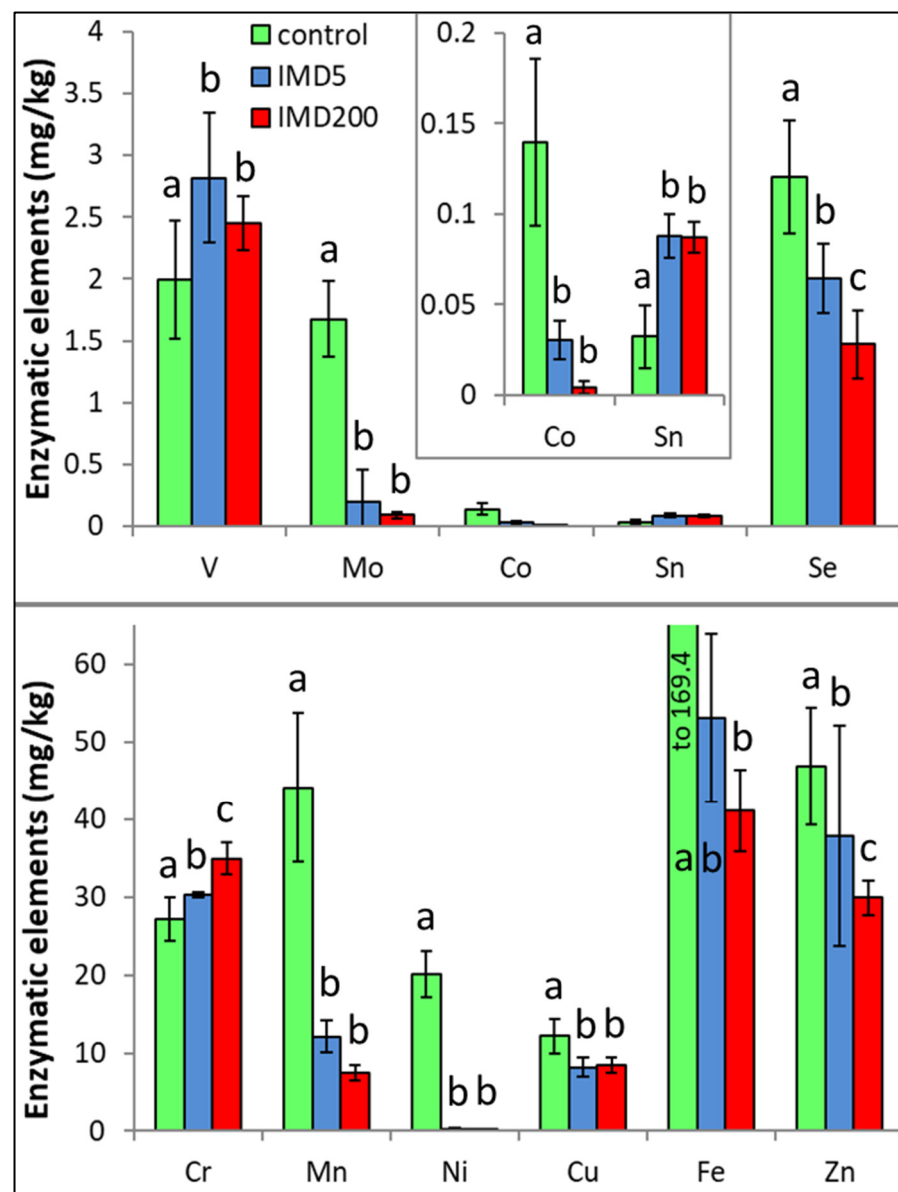 Enzymatic elements (mg/kg)
4
3.5
3
2.5
2
1.5
1
0.5
0
control
IMD5
IMD200
a
b
b
a
b
b
0.2
0.15
0.1
0.05
0
a
b
b
a
b
b
Co
Sn
a
b
c
V
Mo
Co
Sn
Se
Enzymatic elements (mg/kg)
60
50
40
30
20
10
0
a
b
c
a
b
b
a
b b
a
b b
to 169.4
a b
b
a
b
c
Cr
Mn
Ni
Cu
Fe
Zn